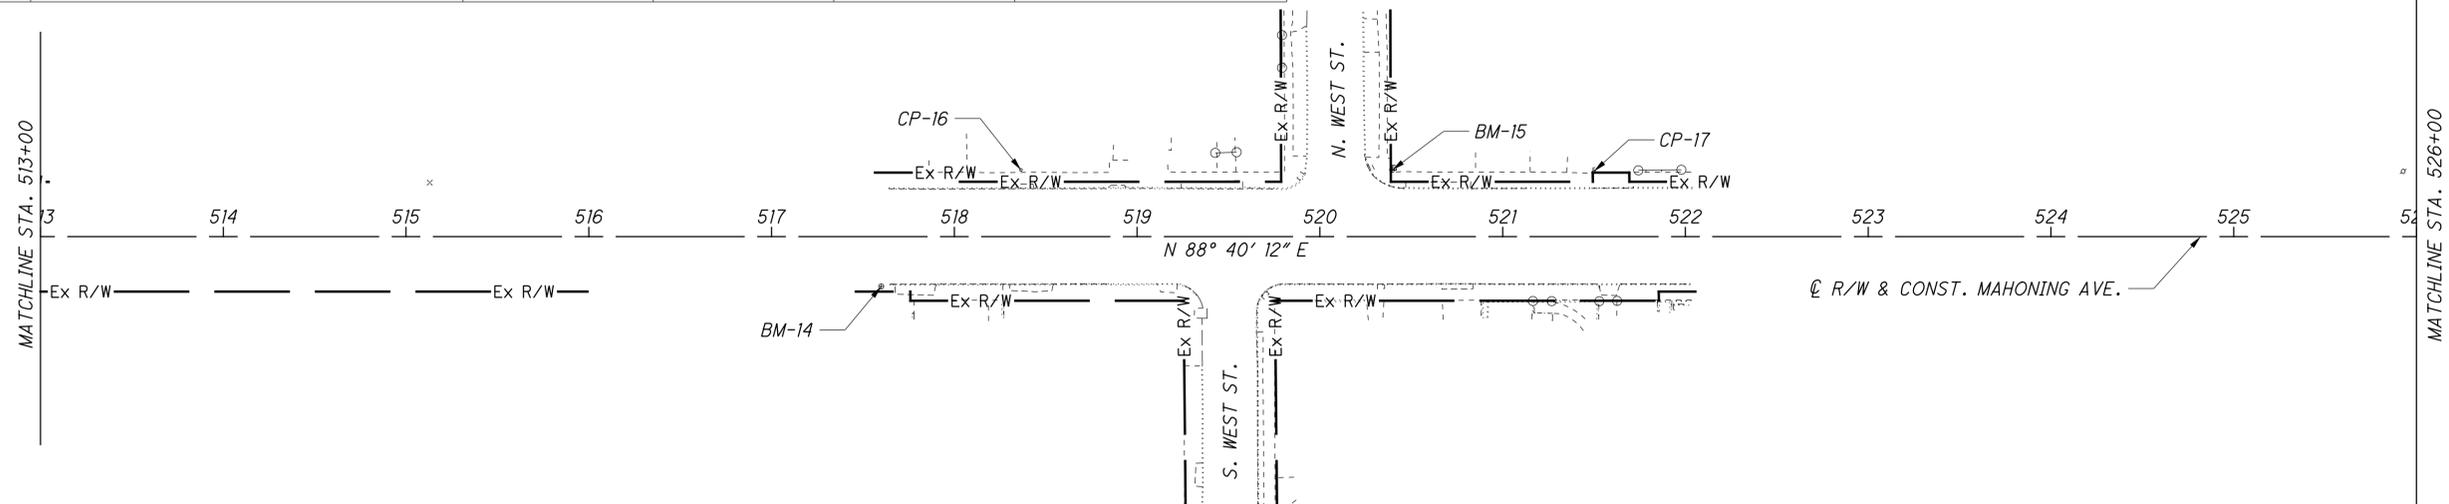 MATCHLINE STA. 513+00
N. WEST ST.
Ex R/W
Ex R/W
CP-16
BM-15
CP-17
MATCHLINE STA. 526+00
Ex R/W
Ex R/W
Ex R/W
Ex R/W
13 514 515 516 517 518 519 520 521 522 523 524 525 52
N 88° 40' 12" E
Ex R/W
Ex R/W
Ex R/W
Ex R/W
℄ R/W & CONST. MAHONING AVE.
BM-14
Ex R/W
Ex R/W
S. WEST ST.